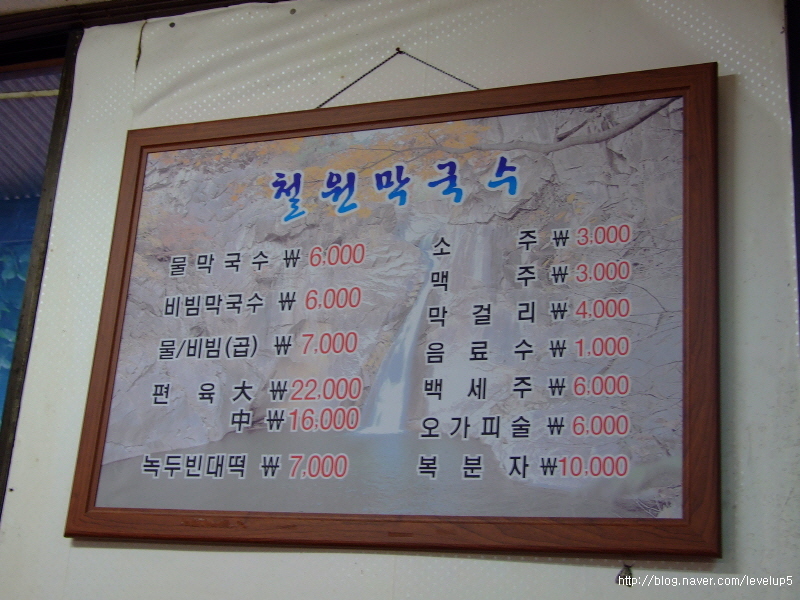 철원막국수
물막국수 ₩ 6,000
비빔막국수 ₩ 6,000
물/비빔(곱) ₩ 7,000
편육 大 ₩22,000
中 ₩16,000
녹두빈대떡 ₩ 7,000
소주 ₩ 3,000
맥주 ₩ 3,000
막걸리 ₩ 4,000
음료수 ₩ 1,000
백세주 ₩ 6,000
오가피술 ₩ 6,000
복분자 ₩10,000
http://blog.naver.com/levelup5